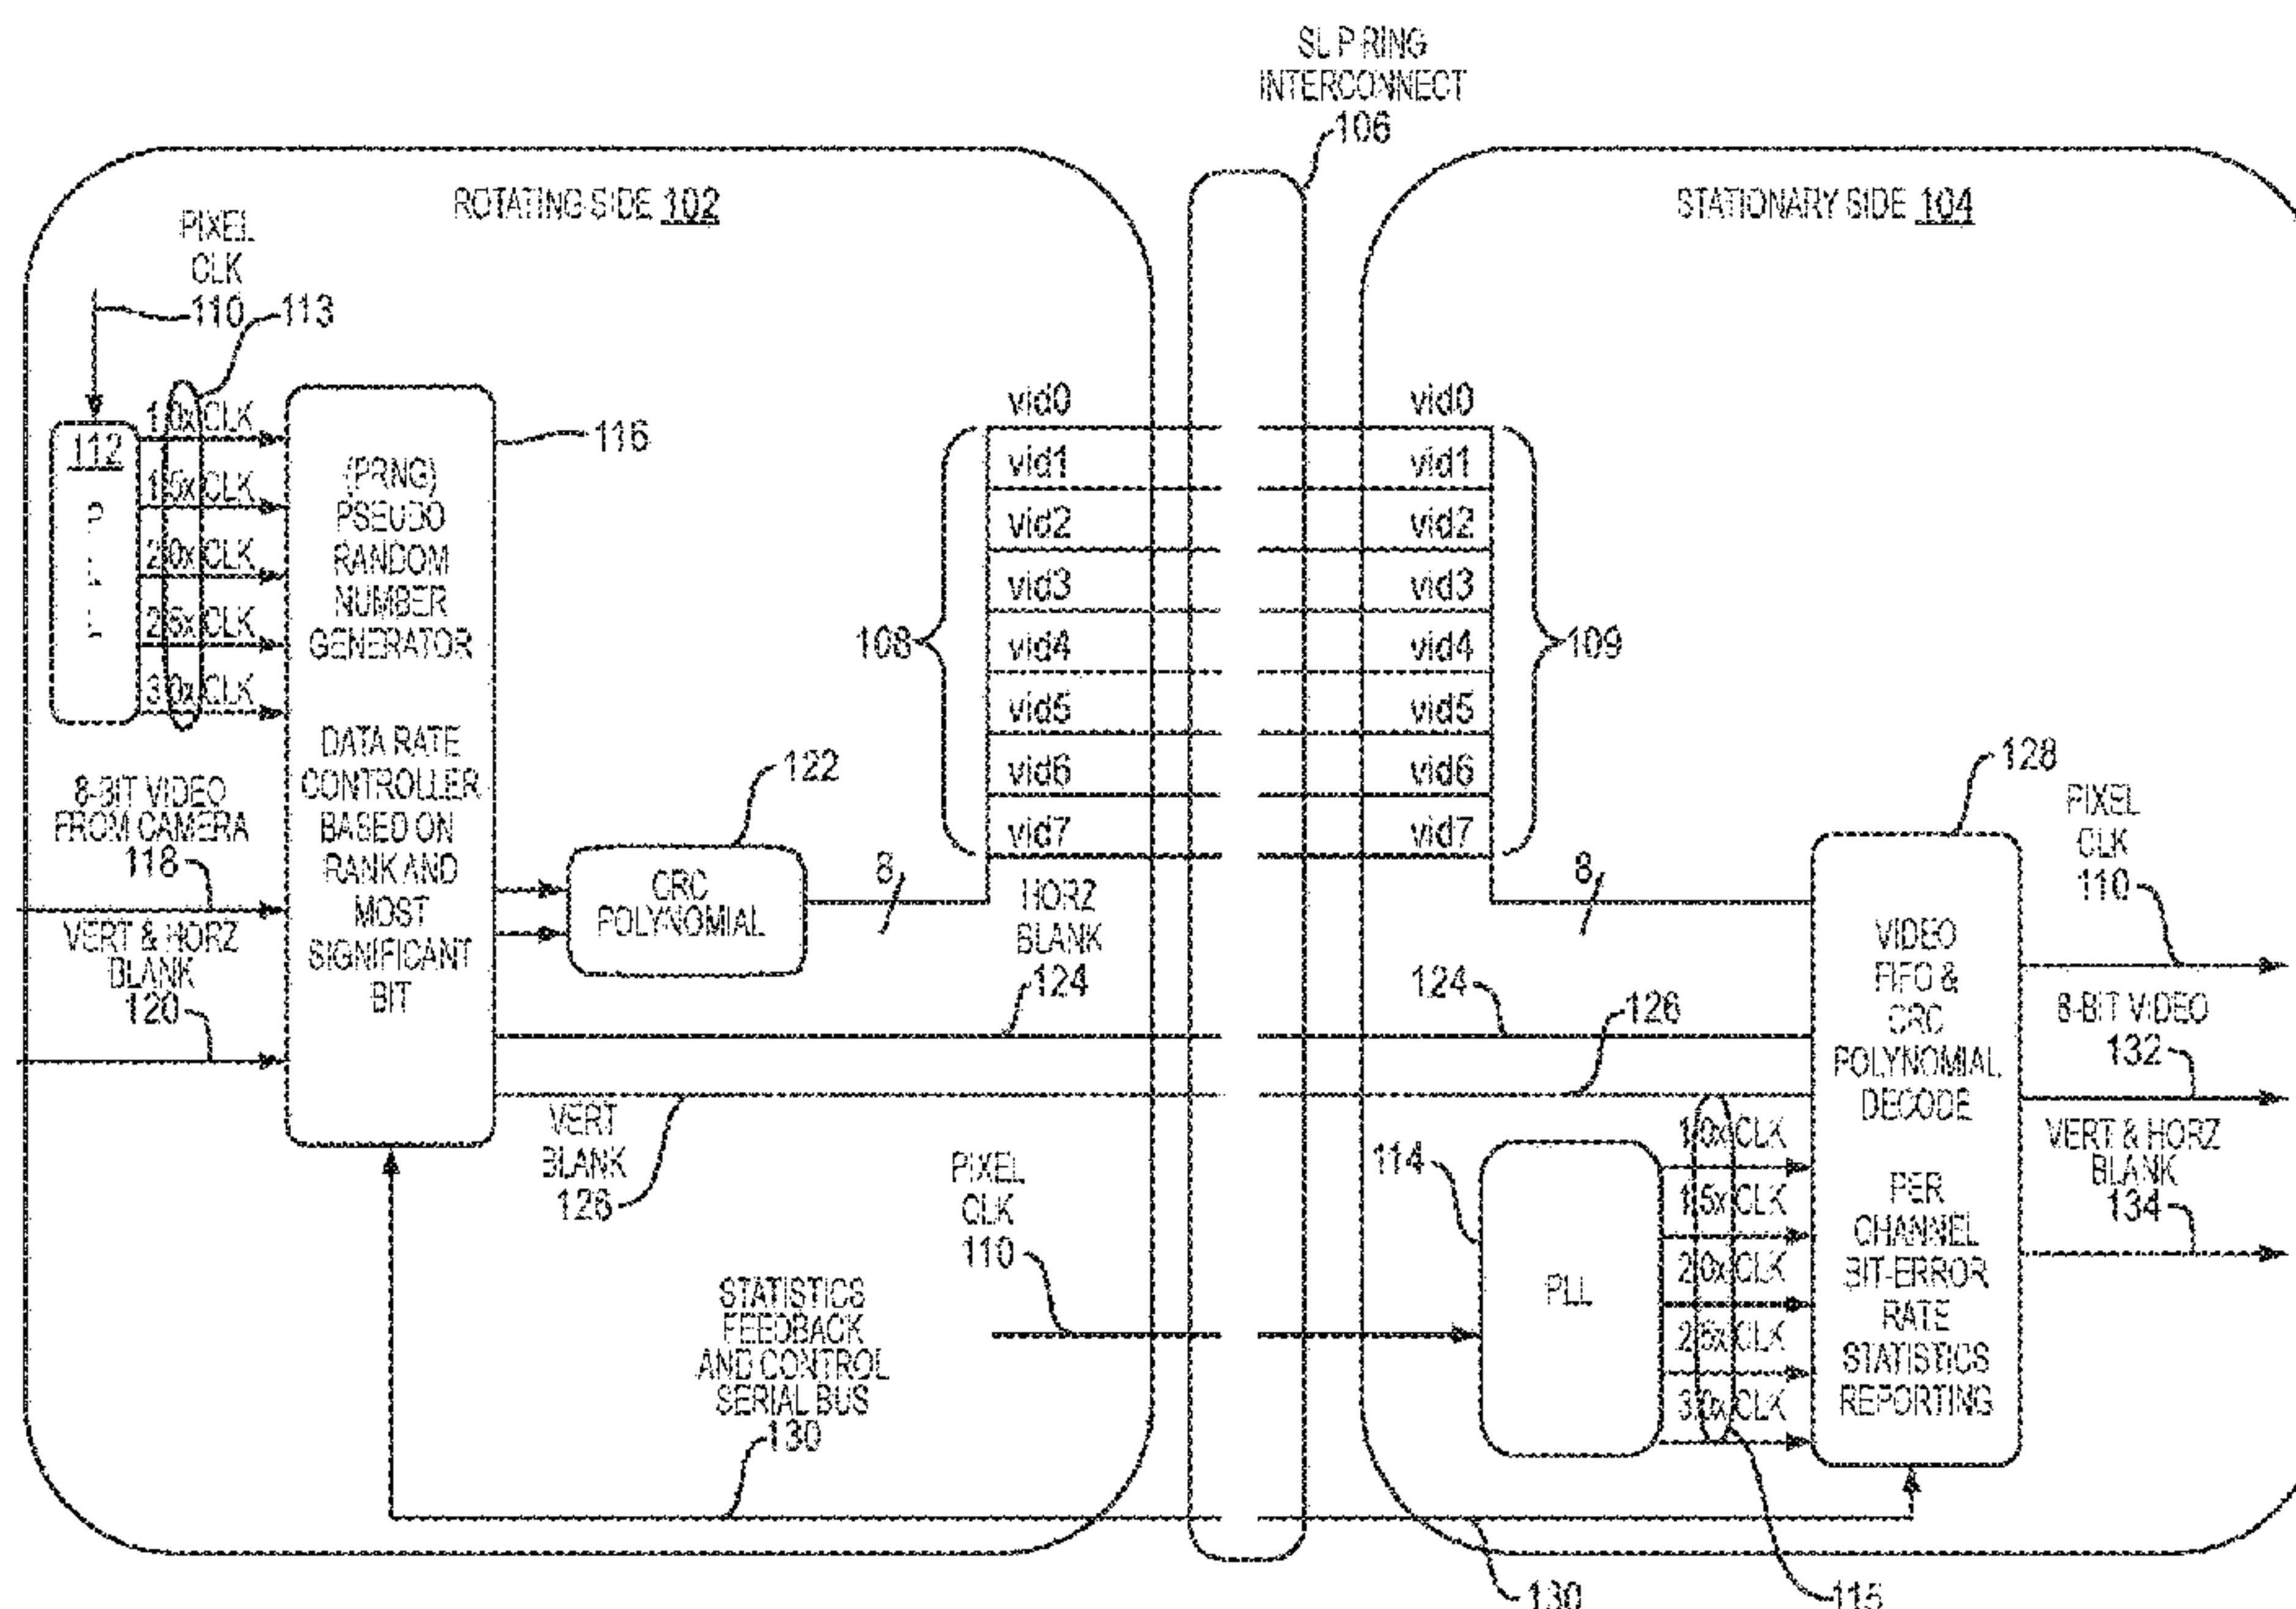 SLIP RING
INTERCONNECT
106
ROTATING SIDE 102
PIXEL
CLK
110
113
112
PLL
1.0x CLK
1.5x CLK
2.0x CLK
2.5x CLK
3.0x CLK
116
(PRNG)
PSEUDO
RANDOM
NUMBER
GENERATOR
DATA RATE
CONTROLLER
BASED ON
RANK AND
MOST
SIGNIFICANT
BIT
8-BIT VIDEO
FROM CAMERA
118
VERT & HORZ
BLANK
120
122
CRC
POLYNOMIAL
8
108
vid0
vid1
vid2
vid3
vid4
vid5
vid6
vid7
HORZ
BLANK
124
VERT
BLANK
126
PIXEL
CLK
110
STATISTICS
FEEDBACK
AND CONTROL
SERIAL BUS
130
STATIONARY SIDE 104
vid0
vid1
vid2
vid3
vid4
vid5
vid6
vid7
109
8
124
126
128
VIDEO
FIFO &
CRC
POLYNOMIAL
DECODE
PER
CHANNEL
BIT-ERROR
RATE
STATISTICS
REPORTING
114
PLL
1.0x CLK
1.5x CLK
2.0x CLK
2.5x CLK
3.0x CLK
PIXEL
CLK
110
8-BIT VIDEO
132
VERT & HORZ
BLANK
134
130
115